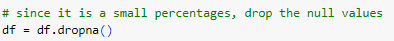 # since it is a small percentages, drop the null values
df = df.dropna()